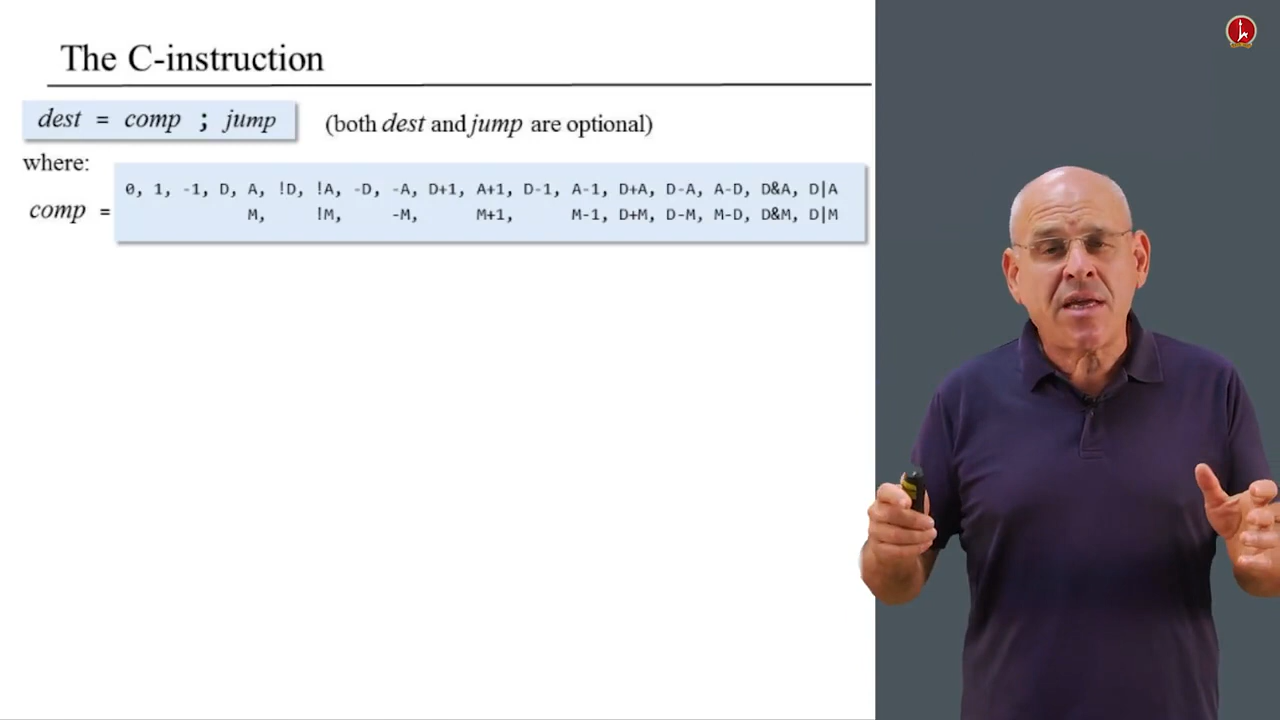 The C-instruction
dest = comp ; jump (both dest and jump are optional)
where:
comp =
0, 1, -1, D, A, !D, !A, -D, -A, D+1, A+1, D-1, A-1, D+A, D-A, A-D, D&A, D|A
M, !M, -M, M+1, M-1, D+M, D-M, M-D, D&M, D|M